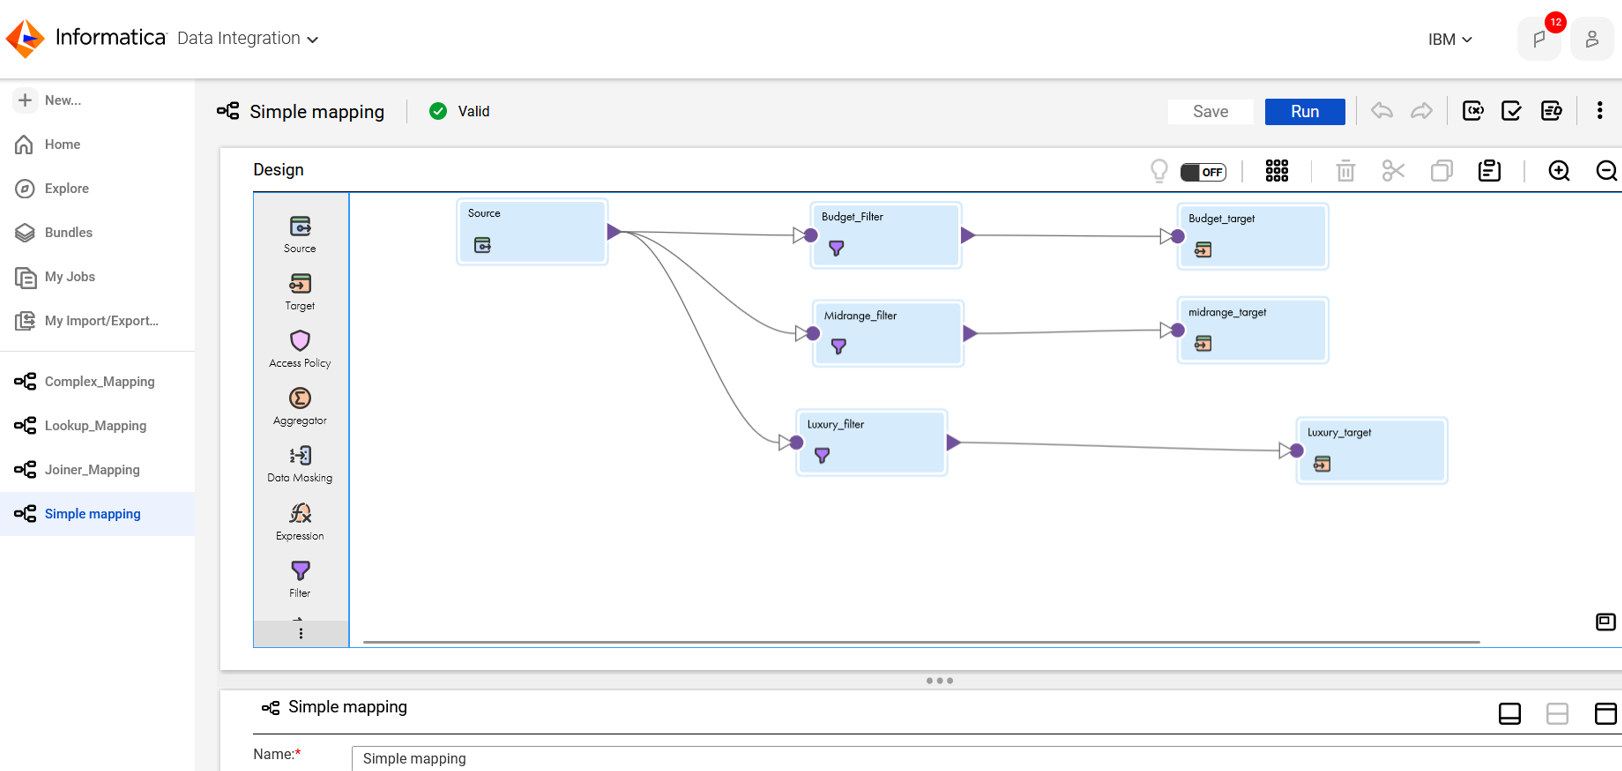 Informatica Data Integration
IBM
12
New...
Home
Explore
Bundles
My Jobs
My Import/Export...
Complex_Mapping
Lookup_Mapping
Joiner_Mapping
Simple mapping
Simple mapping
Valid
Save
Run
Design
OFF
Source
Target
Access Policy
Aggregator
Data Masking
Expression
Filter
Source
Budget_Filter
Budget_target
Midrange_filter
midrange_target
Luxury_filter
Luxury_target
Simple mapping
Name:*
Simple mapping